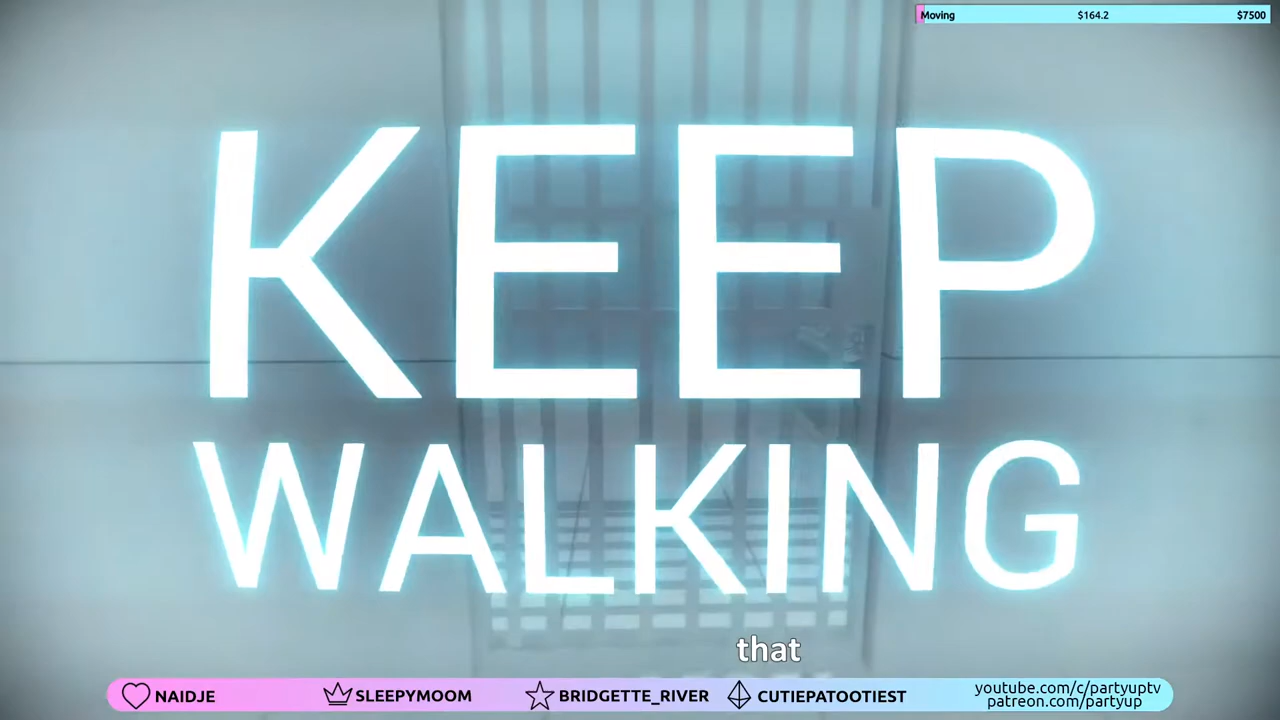 Moving $164.2 $7500
KEEP
WALKING
that
NAIDJE SLEEPYMOOM BRIDGETTE_RIVER CUTIEPATOOTIEST youtube.com/c/partyuptv
patreon.com/partyup